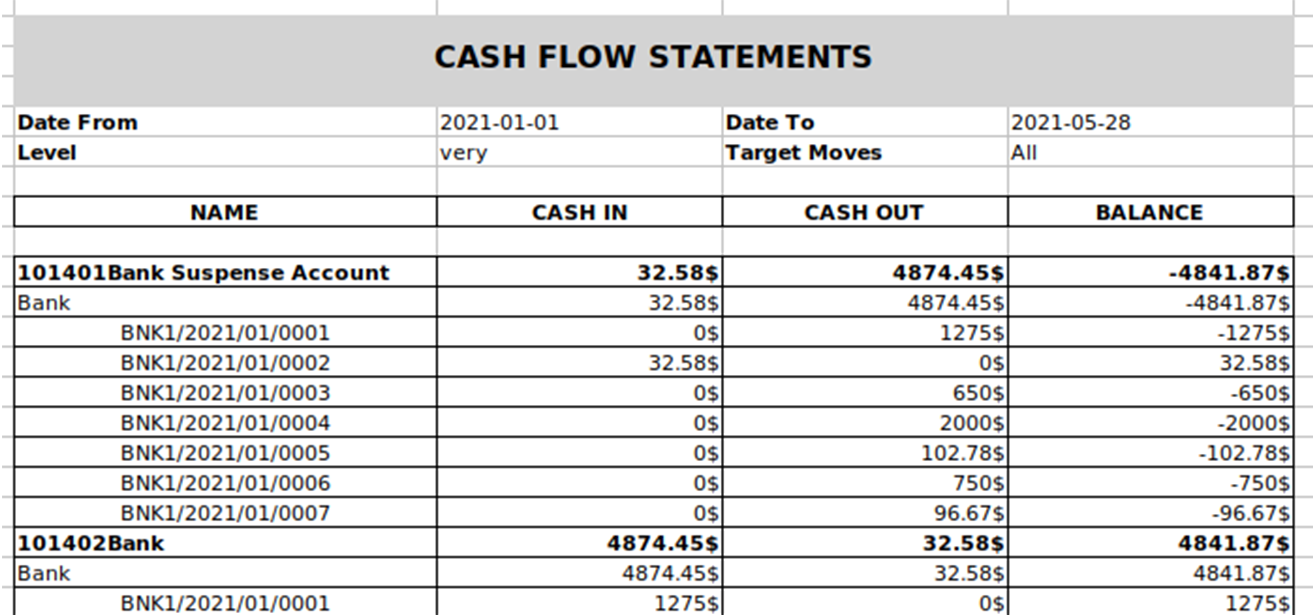 CASH FLOW STATEMENTS
Date From 2021-01-01 Date To 2021-05-28
Level very Target Moves All
NAME CASH IN CASH OUT BALANCE
101401Bank Suspense Account 32.58$ 4874.45$ -4841.87$
Bank 32.58$ 4874.45$ -4841.87$
BNK1/2021/01/0001 0$ 1275$ -1275$
BNK1/2021/01/0002 32.58$ 0$ 32.58$
BNK1/2021/01/0003 0$ 650$ -650$
BNK1/2021/01/0004 0$ 2000$ -2000$
BNK1/2021/01/0005 0$ 102.78$ -102.78$
BNK1/2021/01/0006 0$ 750$ -750$
BNK1/2021/01/0007 0$ 96.67$ -96.67$
101402Bank 4874.45$ 32.58$ 4841.87$
Bank 4874.45$ 32.58$ 4841.87$
BNK1/2021/01/0001 1275$ 0$ 1275$